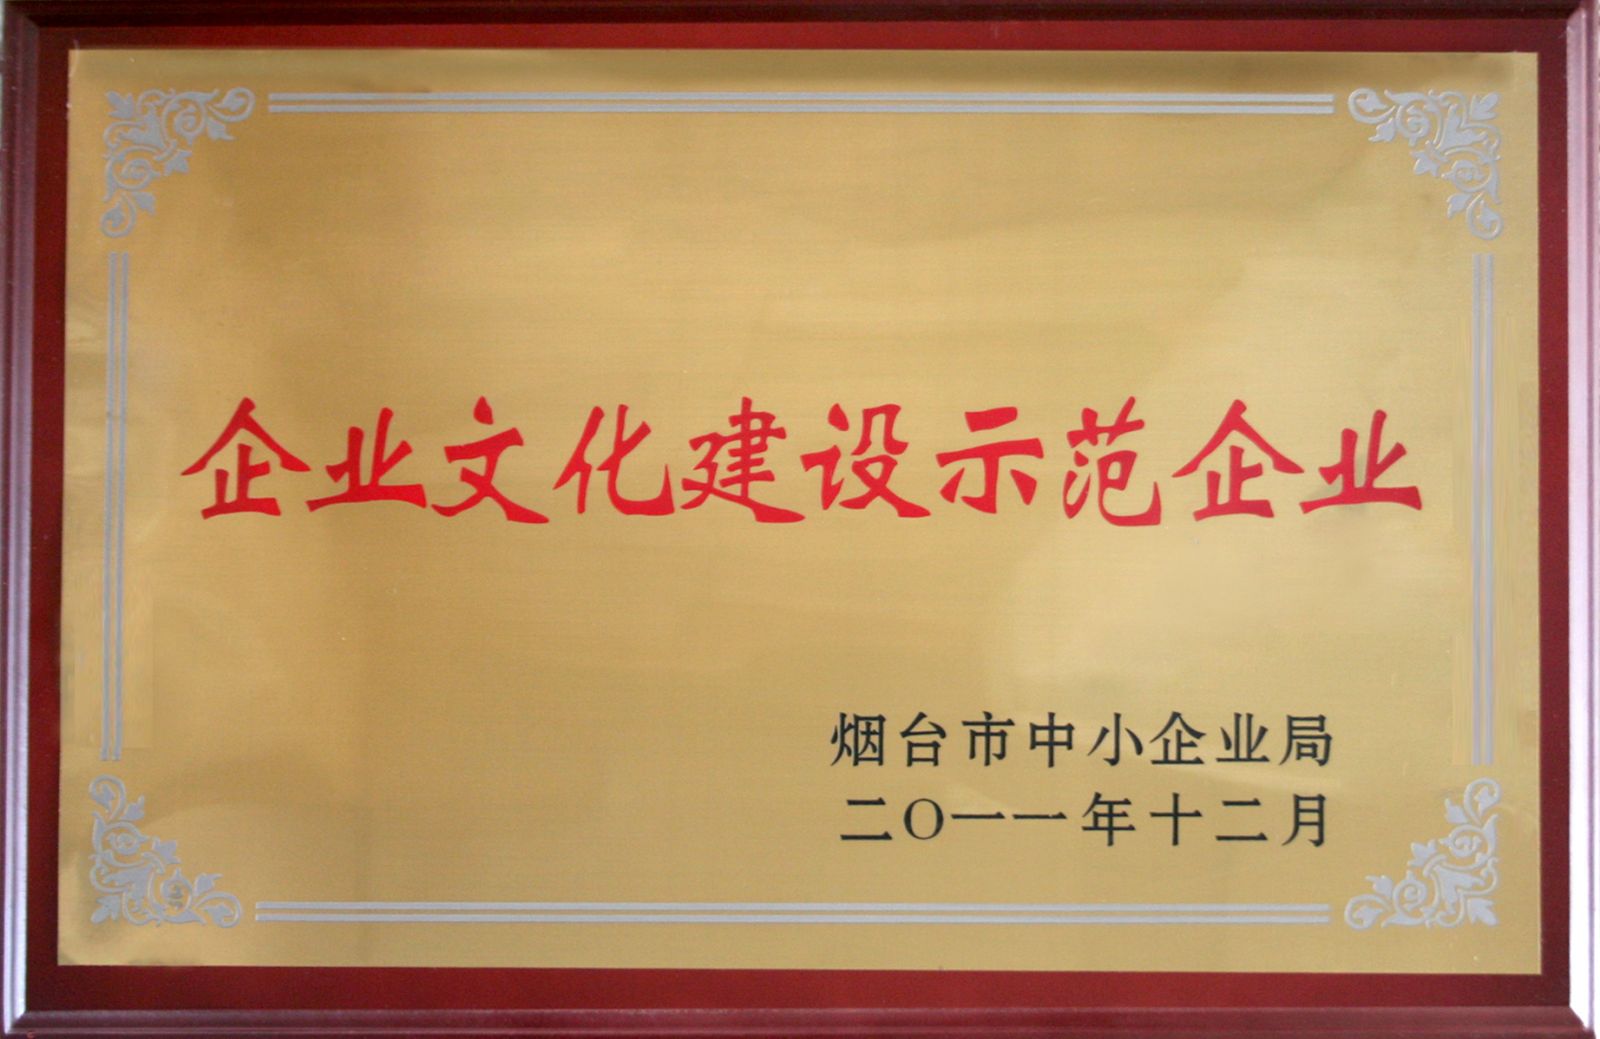 企业文化建设示范企业
烟台市中小企业局
二〇一一年十二月